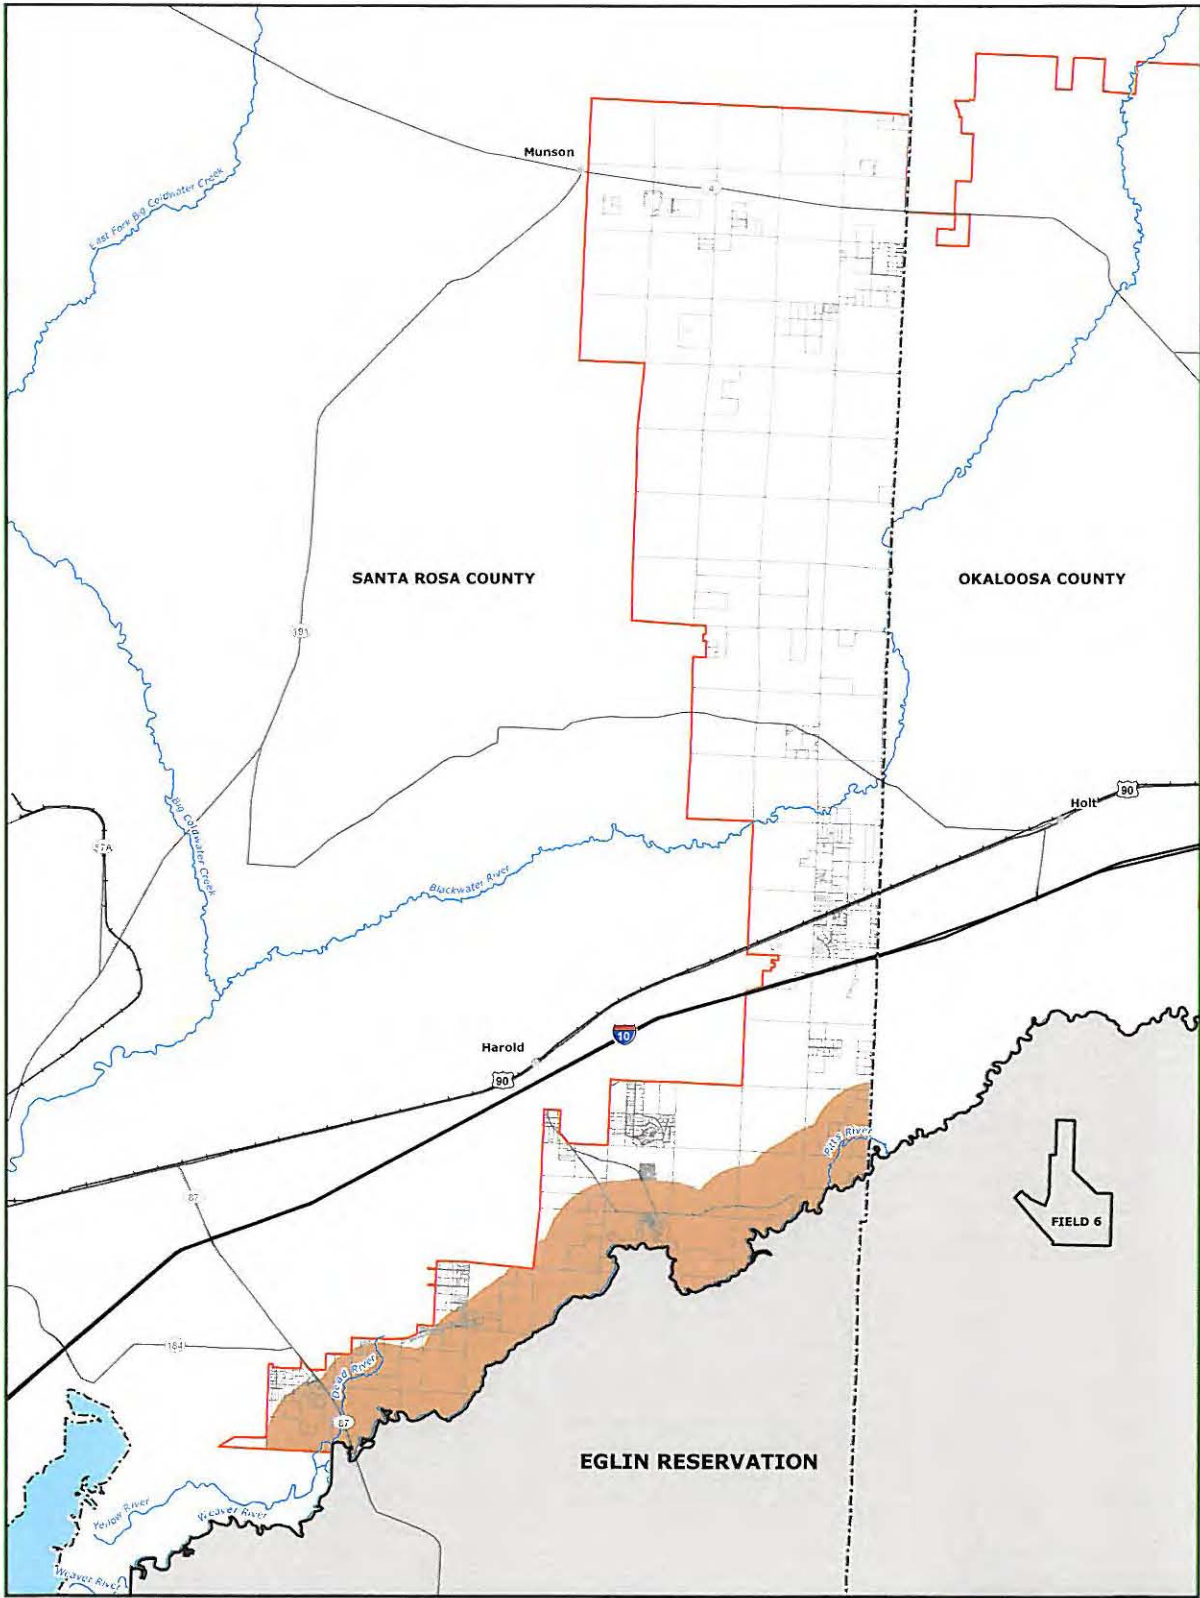 Munson
4
East Fork Big Coldwater Creek
SANTA ROSA COUNTY
OKALOOSA COUNTY
191
90
Holt
87A
Big Coldwater Creek
Blackwater River
10
Harold
90
Pitts River
87
FIELD 6
184
Dead River
87
EGLIN RESERVATION
Yellow River
Weaver River
Weaver River